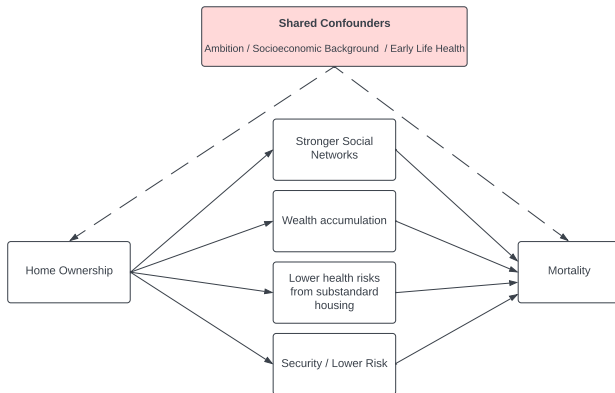 Shared Confounders
Ambition / Socioeconomic Background  / Early Life Health
Stronger Social
Networks
Wealth accumulation
Home Ownership
Lower health risks
from substandard
housing
Mortality
Security / Lower Risk